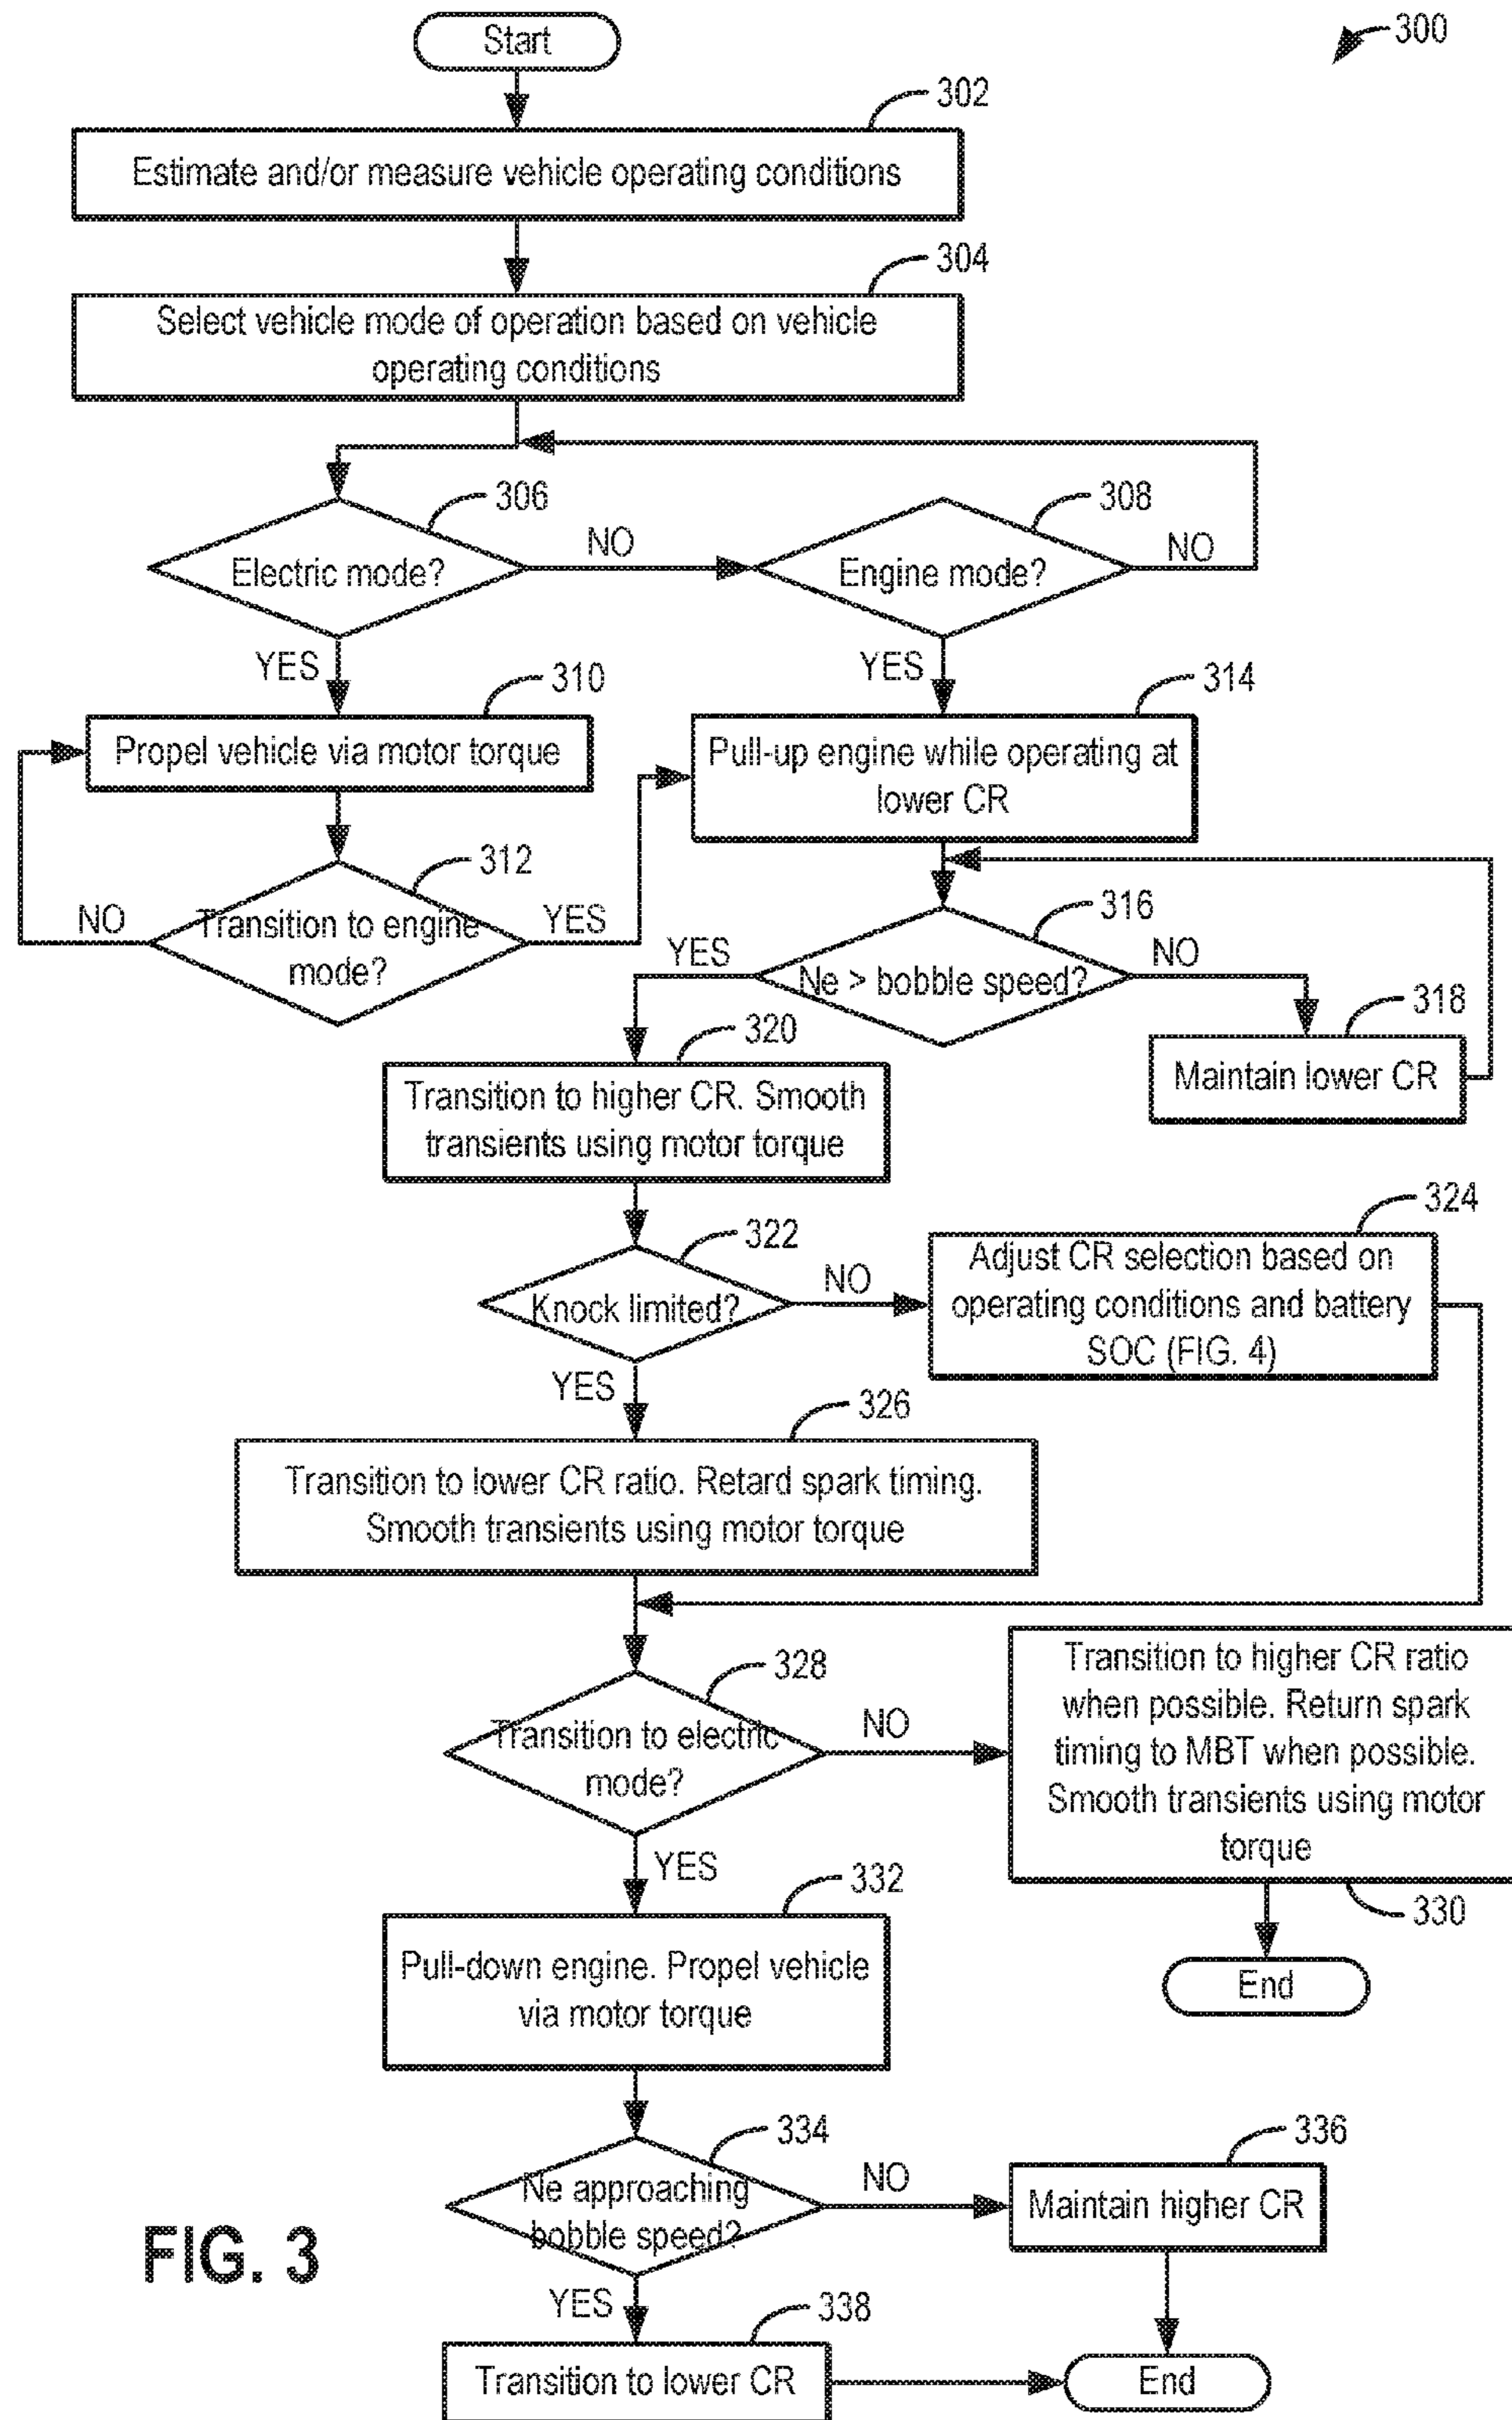 Start
300
302
Estimate and/or measure vehicle operating conditions
304
Select vehicle mode of operation based on vehicle
operating conditions
306
Electric mode?
NO
308
Engine mode?
NO
YES
310
Propel vehicle via motor torque
YES
314
Pull-up engine while operating at
lower CR
312
Transition to engine
mode?
NO
YES
316
Ne > bobble speed?
YES
NO
318
Maintain lower CR
320
Transition to higher CR. Smooth
transients using motor torque
322
Knock limited?
NO
324
Adjust CR selection based on
operating conditions and battery
SOC (FIG. 4)
YES
326
Transition to lower CR ratio. Retard spark timing.
Smooth transients using motor torque
328
Transition to electric
mode?
NO
Transition to higher CR ratio
when possible. Return spark
timing to MBT when possible.
Smooth transients using motor
torque
330
End
YES
332
Pull-down engine. Propel vehicle
via motor torque
334
Ne approaching
bobble speed?
NO
336
Maintain higher CR
YES
338
Transition to lower CR
End
FIG. 3